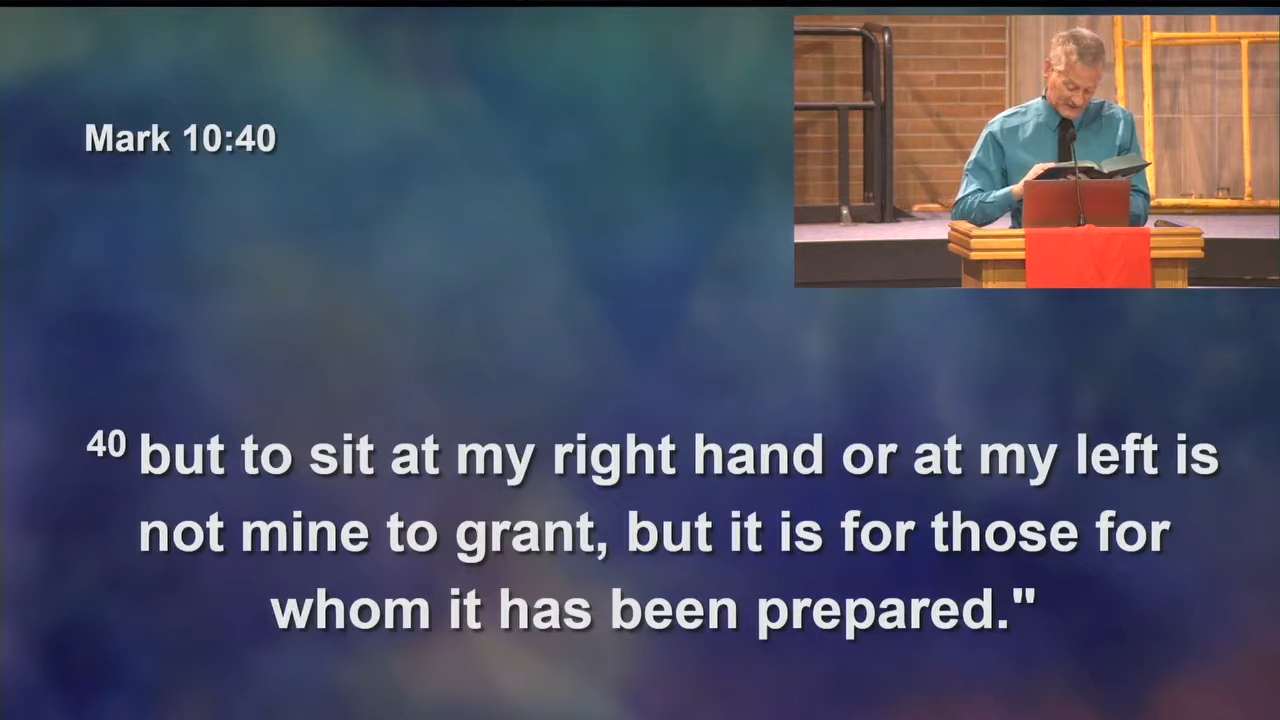 Mark 10:40
40 but to sit at my right hand or at my left is
not mine to grant, but it is for those for
whom it has been prepared."